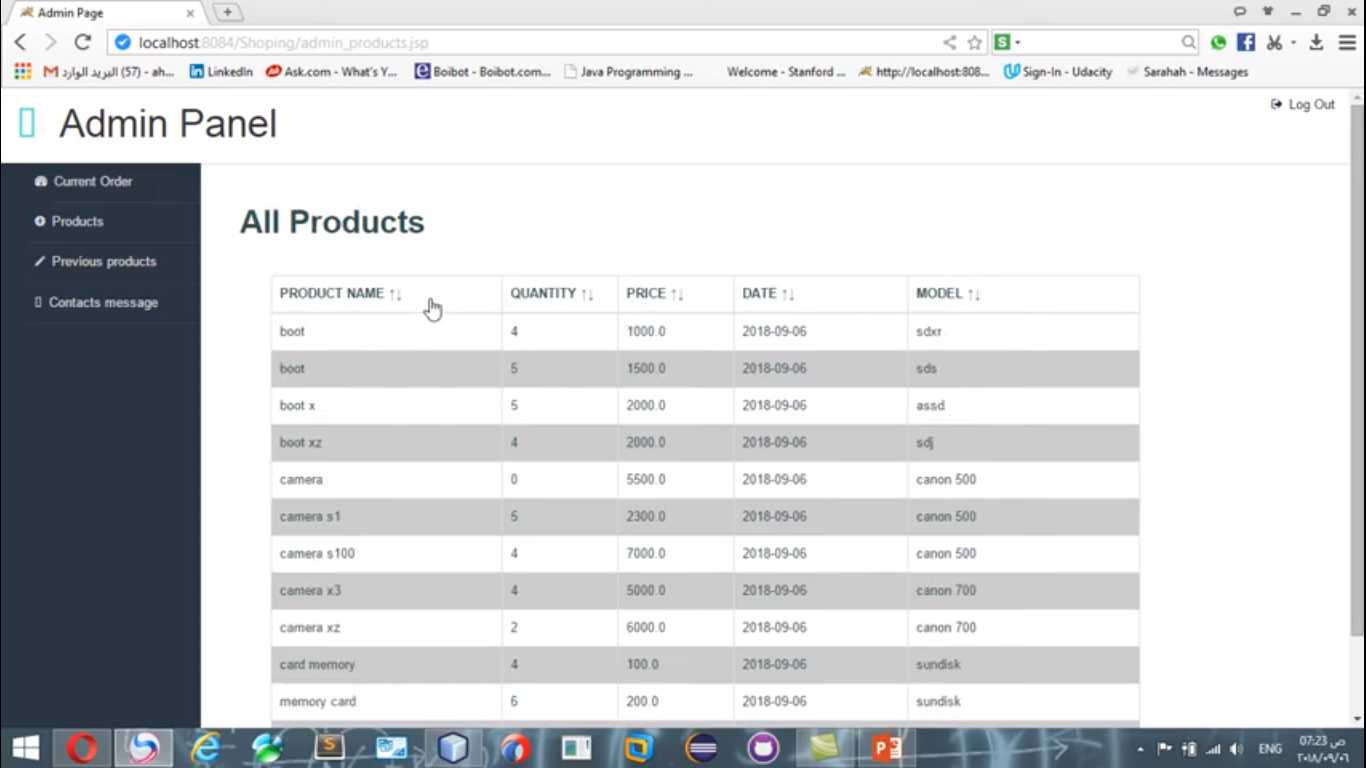 Admin Page
localhost:8084/Shoping/admin_products.jsp
البريد الوارد (57) - ah...
LinkedIn
Ask.com - What's Y...
Boibot - Boibot.com...
Java Programming ...
Welcome - Stanford ...
http://localhost:808...
Sign-In - Udacity
Sarahah - Messages
Log Out
Admin Panel
Current Order
Products
Previous products
Contacts message
All Products
PRODUCT NAME ↑↓ QUANTITY ↑↓ PRICE ↑↓ DATE ↑↓ MODEL ↑↓
boot 4 1000.0 2018-09-06 sdxr
boot 5 1500.0 2018-09-06 sds
boot x 5 2000.0 2018-09-06 assd
boot xz 4 2000.0 2018-09-06 sdj
camera 0 5500.0 2018-09-06 canon 500
camera s1 5 2300.0 2018-09-06 canon 500
camera s100 4 7000.0 2018-09-06 canon 500
camera x3 4 5000.0 2018-09-06 canon 700
camera xz 2 6000.0 2018-09-06 canon 700
card memory 4 100.0 2018-09-06 sundisk
memory card 6 200.0 2018-09-06 sundisk
ENG
07:23 ص
٢٠١٨/٠٩/٠٦